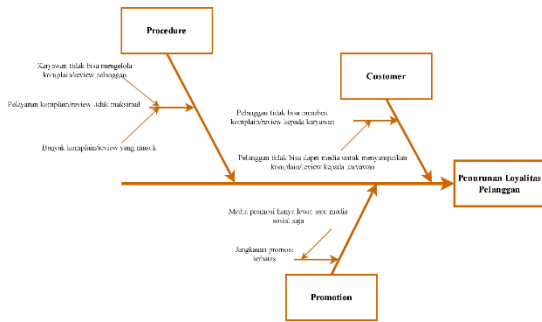 Procedure
Karyawan tidak bisa mengelola
komplain/review pelanggan
Pelayanan komplain/review tidak maksimal
Banyak komplain/review yang masuk
Customer
Pelanggan tidak bisa memberi
komplain/review kepada karyawan
Pelanggan tidak bisa dapat media untuk menyampaikan
komplain/review kepada karyawan
Penurunan Loyalitas
Pelanggan
Media promosi hanya lewat satu media
sosial saja
Jangkauan promosi
terbatas
Promotion